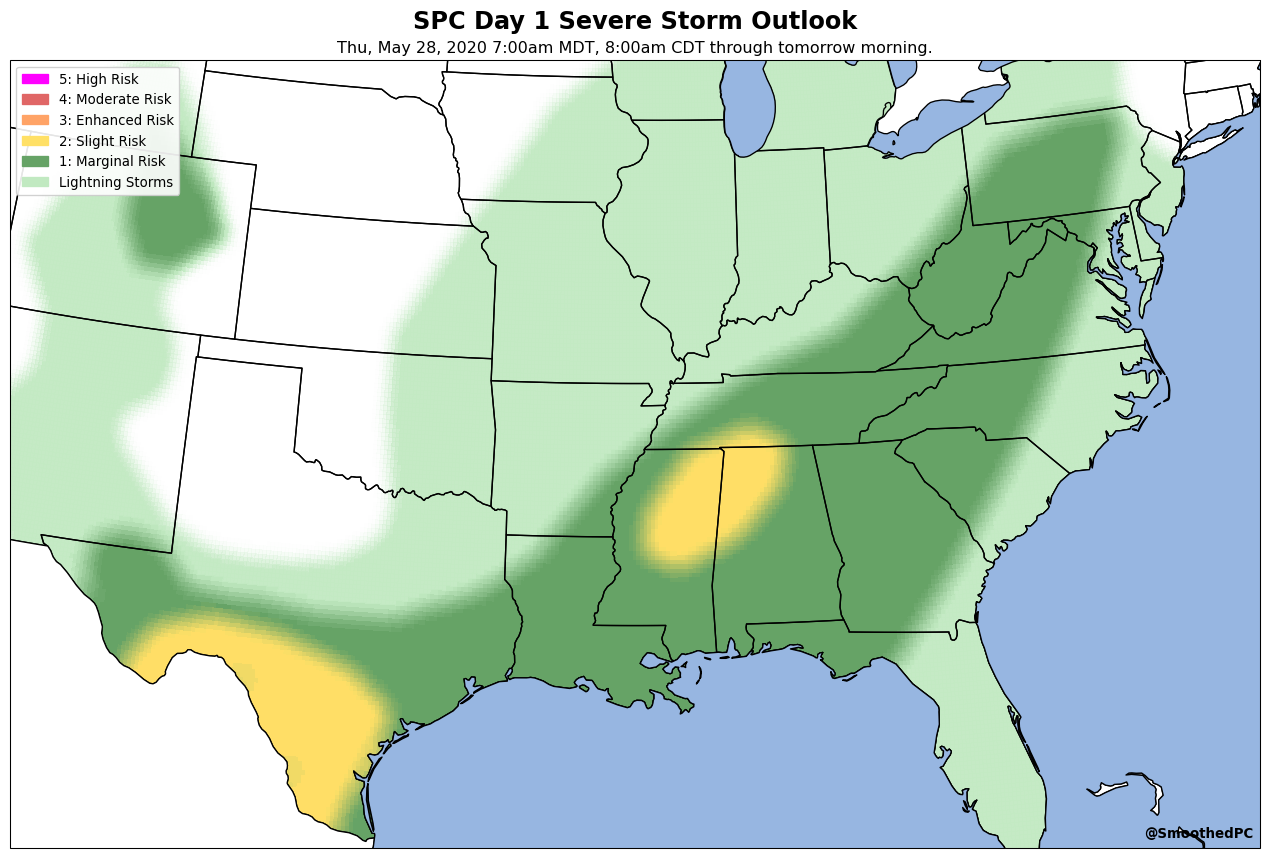 SPC Day 1 Severe Storm Outlook
Thu, May 28, 2020 7:00am MDT, 8:00am CDT through tomorrow morning.
5: High Risk
4: Moderate Risk
3: Enhanced Risk
2: Slight Risk
1: Marginal Risk
Lightning Storms
@SmoothedPC